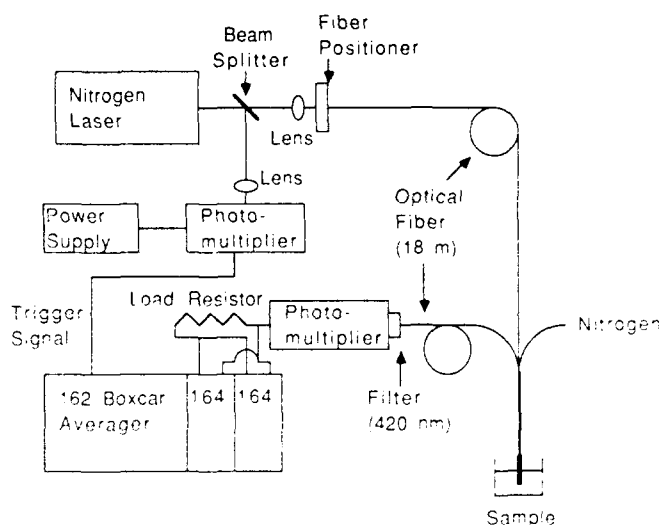 Fiber
Positioner
Beam
Splitter
Nitrogen
Laser
Lens
Lens
Optical
Fiber
(18 m)
Power
Supply
Photo-
multiplier
Load Resistor
Trigger
Signal
Photo-
multiplier
Nitrogen
162 Boxcar
Averager
164
164
Filter
(420 nm)
Sample